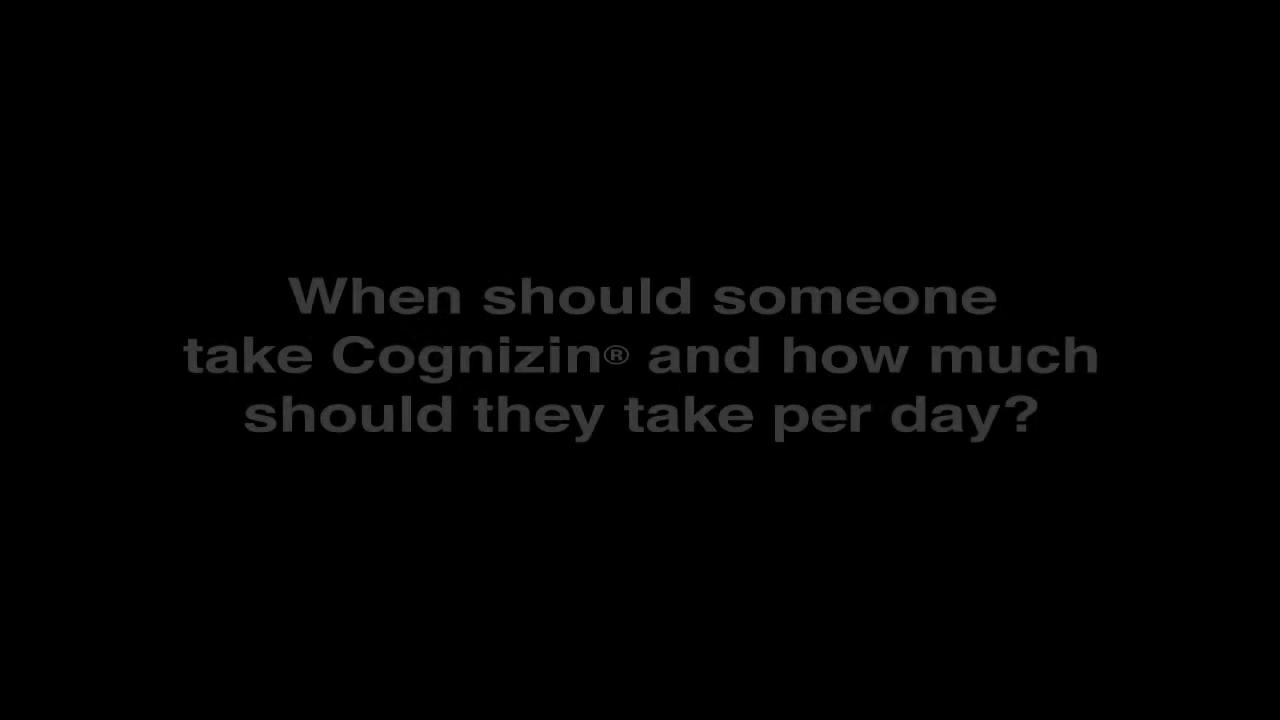 When should someone
take Cognizin® and how much
should they take per day?